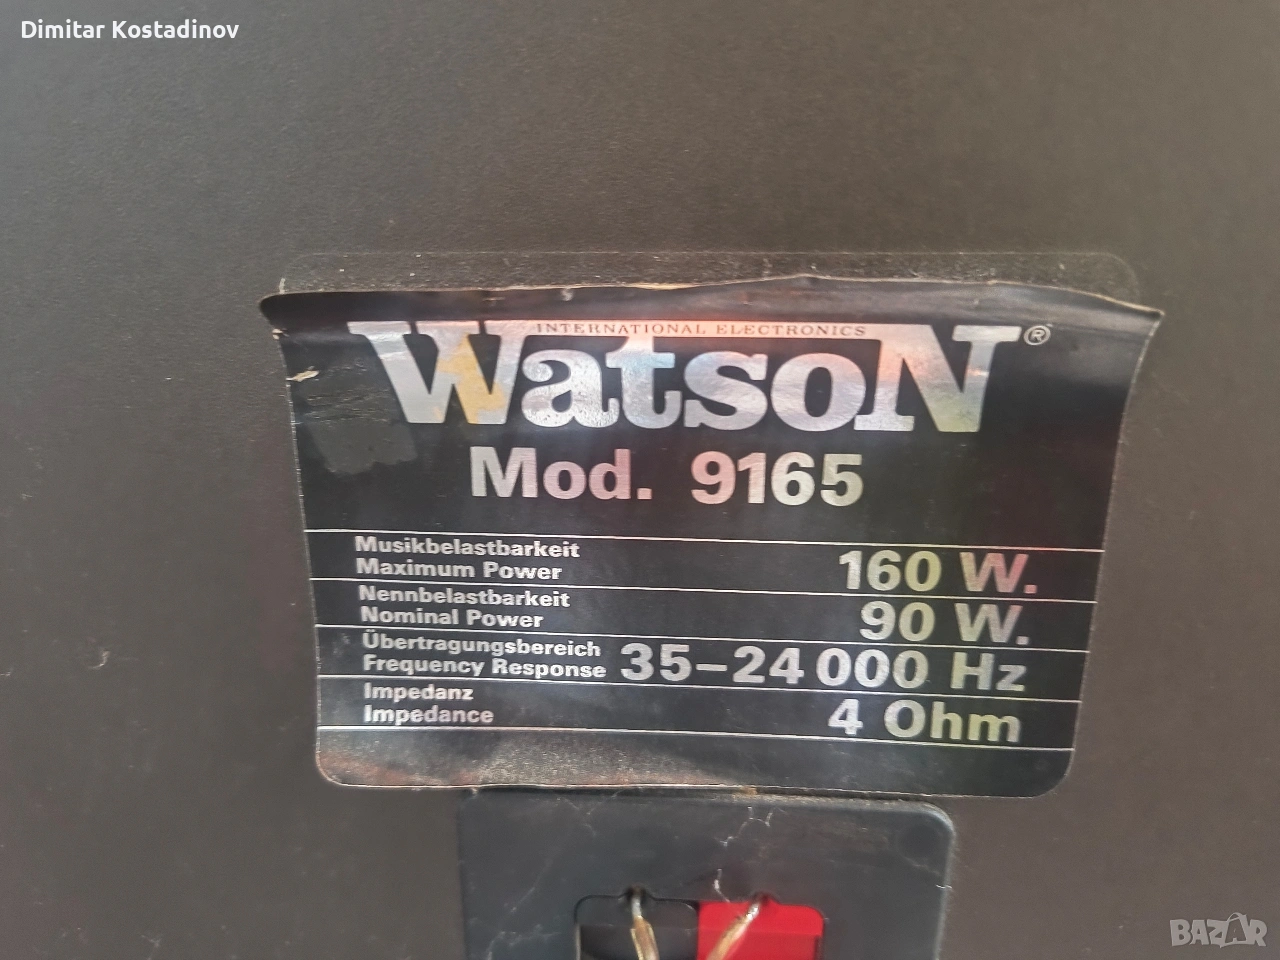 Dimitar Kostadinov
INTERNATIONAL ELECTRONICS
WatsoN ®
Mod. 9165
Musikbelastbarkeit
Maximum Power 160 W.
Nennbelastbarkeit
Nominal Power 90 W.
Übertragungsbereich
Frequency Response 35-24 000 Hz
Impedanz
Impedance 4 Ohm
BAZAR